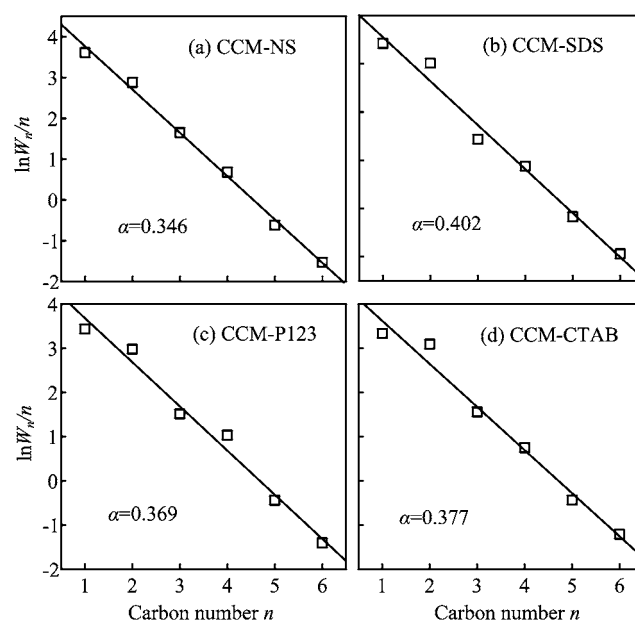 (a) CCM-NS
(b) CCM-SDS
4
3
2
1
0
-1
-2
lnWₙ/n
α=0.346
α=0.402
(c) CCM-P123
(d) CCM-CTAB
4
3
2
1
0
-1
-2
lnWₙ/n
α=0.369
α=0.377
1 2 3 4 5 6
1 2 3 4 5 6
Carbon number n
Carbon number n